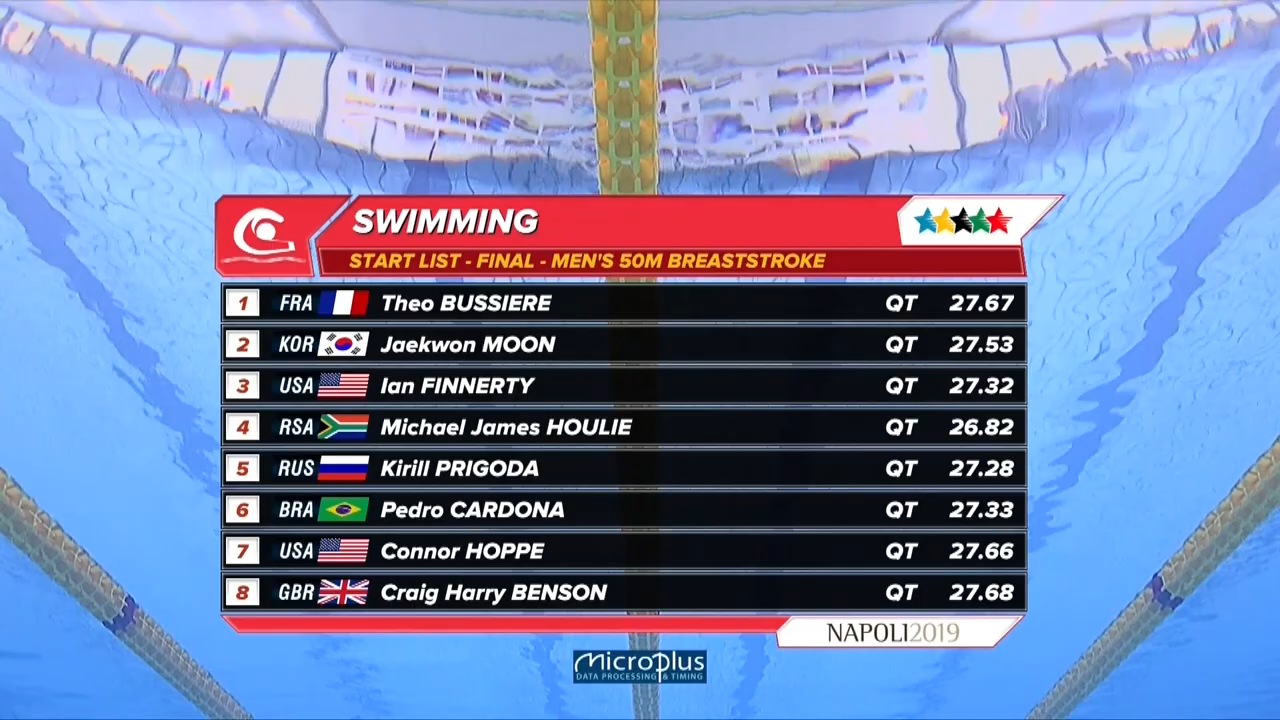 SWIMMING
START LIST - FINAL - MEN'S 50M BREASTSTROKE
1 FRA Theo BUSSIERE QT 27.67
2 KOR Jaekwon MOON QT 27.53
3 USA Ian FINNERTY QT 27.32
4 RSA Michael James HOULIE QT 26.82
5 RUS Kirill PRIGODA QT 27.28
6 BRA Pedro CARDONA QT 27.33
7 USA Connor HOPPE QT 27.66
8 GBR Craig Harry BENSON QT 27.68
NAPOLI2019
Microplus
DATA PROCESSING & TIMING